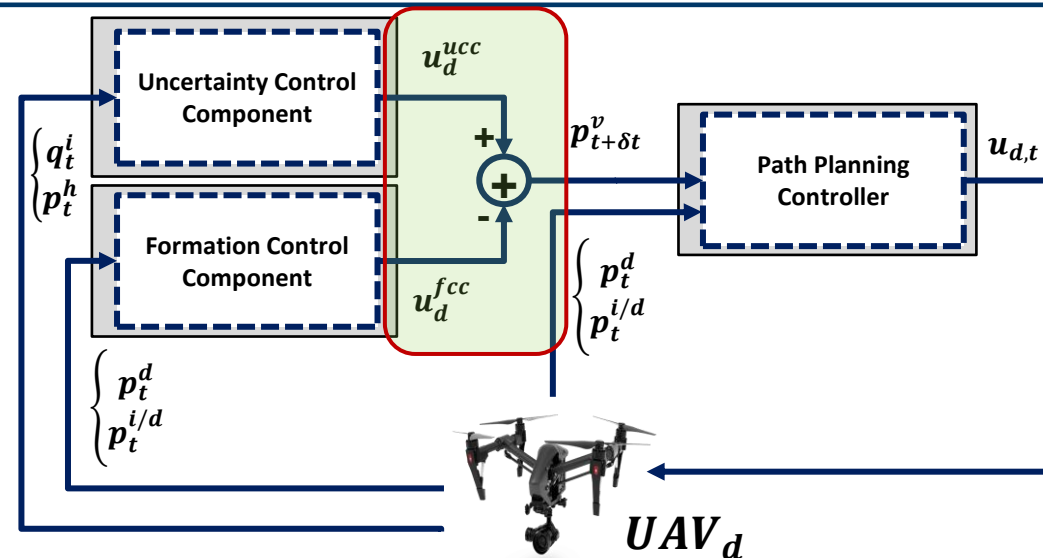 Uncertainty Control
Component
u_d^{ucc}
+
+
-
p_{t+δt}^v
Path Planning
Controller
u_{d,t}
{ q_t^i
p_t^h
Formation Control
Component
u_d^{fcc}
{ p_t^d
p_t^{i/d}
{ p_t^d
p_t^{i/d}
UAV_d